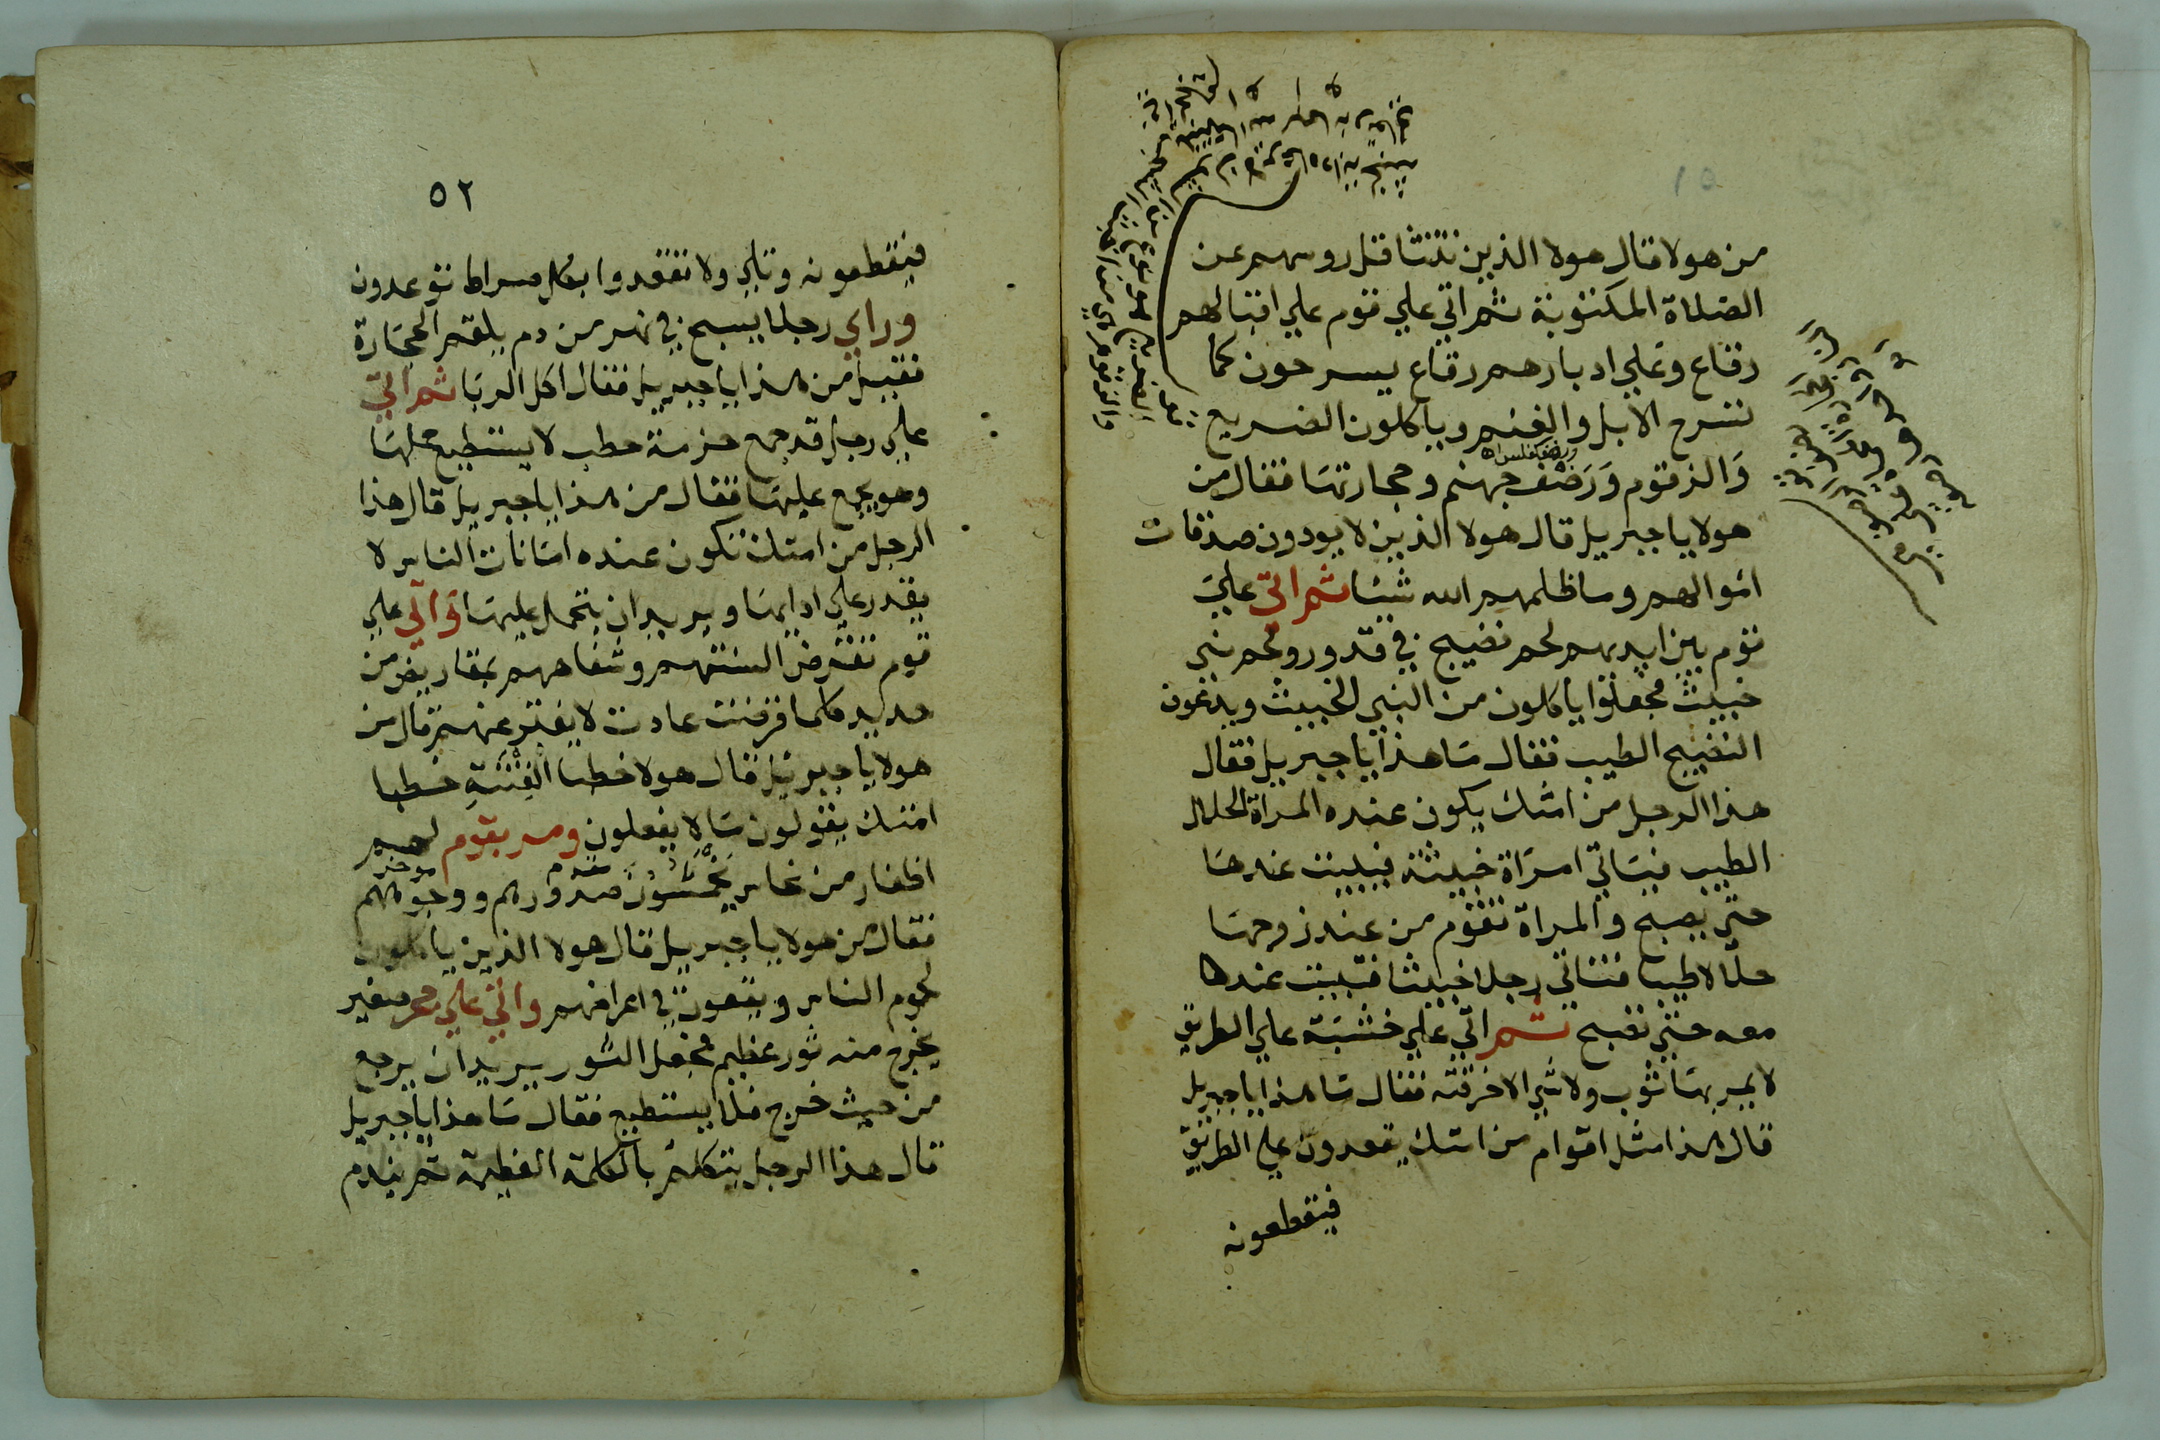 من هولا قال هولا الذين تتثاقل روسهم عن
الصلاة المكتوبة ثم اتي علي قوم علي اقبالهم
رقاع وعلي ادبارهم رقاع يسرحون كما
تسرح الابل والغنم وياكلون الضريع
والزقوم ورضف جهنم وحجارتها فقال من
هولا يا جبريل قال هولا الذين لا يودون صدقات
اموالهم وما ظلمهم الله شيئا ثم اتي علي
قوم بين ايديهم لحم نضيج في قدور ولحم ني
خبيث فجعلوا ياكلون من الني الخبيث ويدعون
النضيج الطيب فقال ما هذا يا جبريل فقال
هذا الرجل من امتك يكون عنده المراة الحلال
الطيب فياتي امراة خبيثة فيبيت عندها
حتي يصبح والمراة تقوم من عند زوجها
حلالا طيبا فتاتي رجلا خبيثا فتبيت عندها
معه حتي تصبح ثم اتي علي خشبة علي الطريق
لا يمر بها ثوب ولا شي الا خرقته فقال ما هذا يا جبريل
قال هذا مثل اقوام من امتك يقعدون علي الطريق
فيقطعونه
٥٢
فيقطعونه وتلي ولا تقعدوا بكل صراط توعدون
وراي رجلا يسبح في نهر من دم يلقم الحجارة
فقيل من هذا يا جبريل فقال اكل الربا ثم اتي
علي رجل قد جمع حزمة حطب لا يستطيع حملها
وهو يجمع عليها فقال من هذا يا جبريل قال هذا
الرجل من امتك تكون عنده امانات الناس لا
يقدر علي ادايها ويريد ان يتحمل عليها واتي علي
قوم تقرض السنتهم وشفاههم بمقاريض من
حديد كلما قرضت عادت لا يفتر عنهم قال من
هولا يا جبريل قال هولا خطبا الفتنة خطبا
امتك يقولون ما لا يفعلون ومر بقوم لهم
اظفار من نحاس يخمشون صدورهم ووجوههم
فقال من هولا يا جبريل قال هولا الذين ياكلون
لحوم الناس ويقعون في اعراضهم واتي علي حجر صغير
يخرج منه ثور عظيم فجعل الثور يريد ان يرجع
من حيث خرج فلا يستطيع فقال ما هذا يا جبريل
قال هذا الرجل يتكلم بالكلمة العظيمة ثم يندم